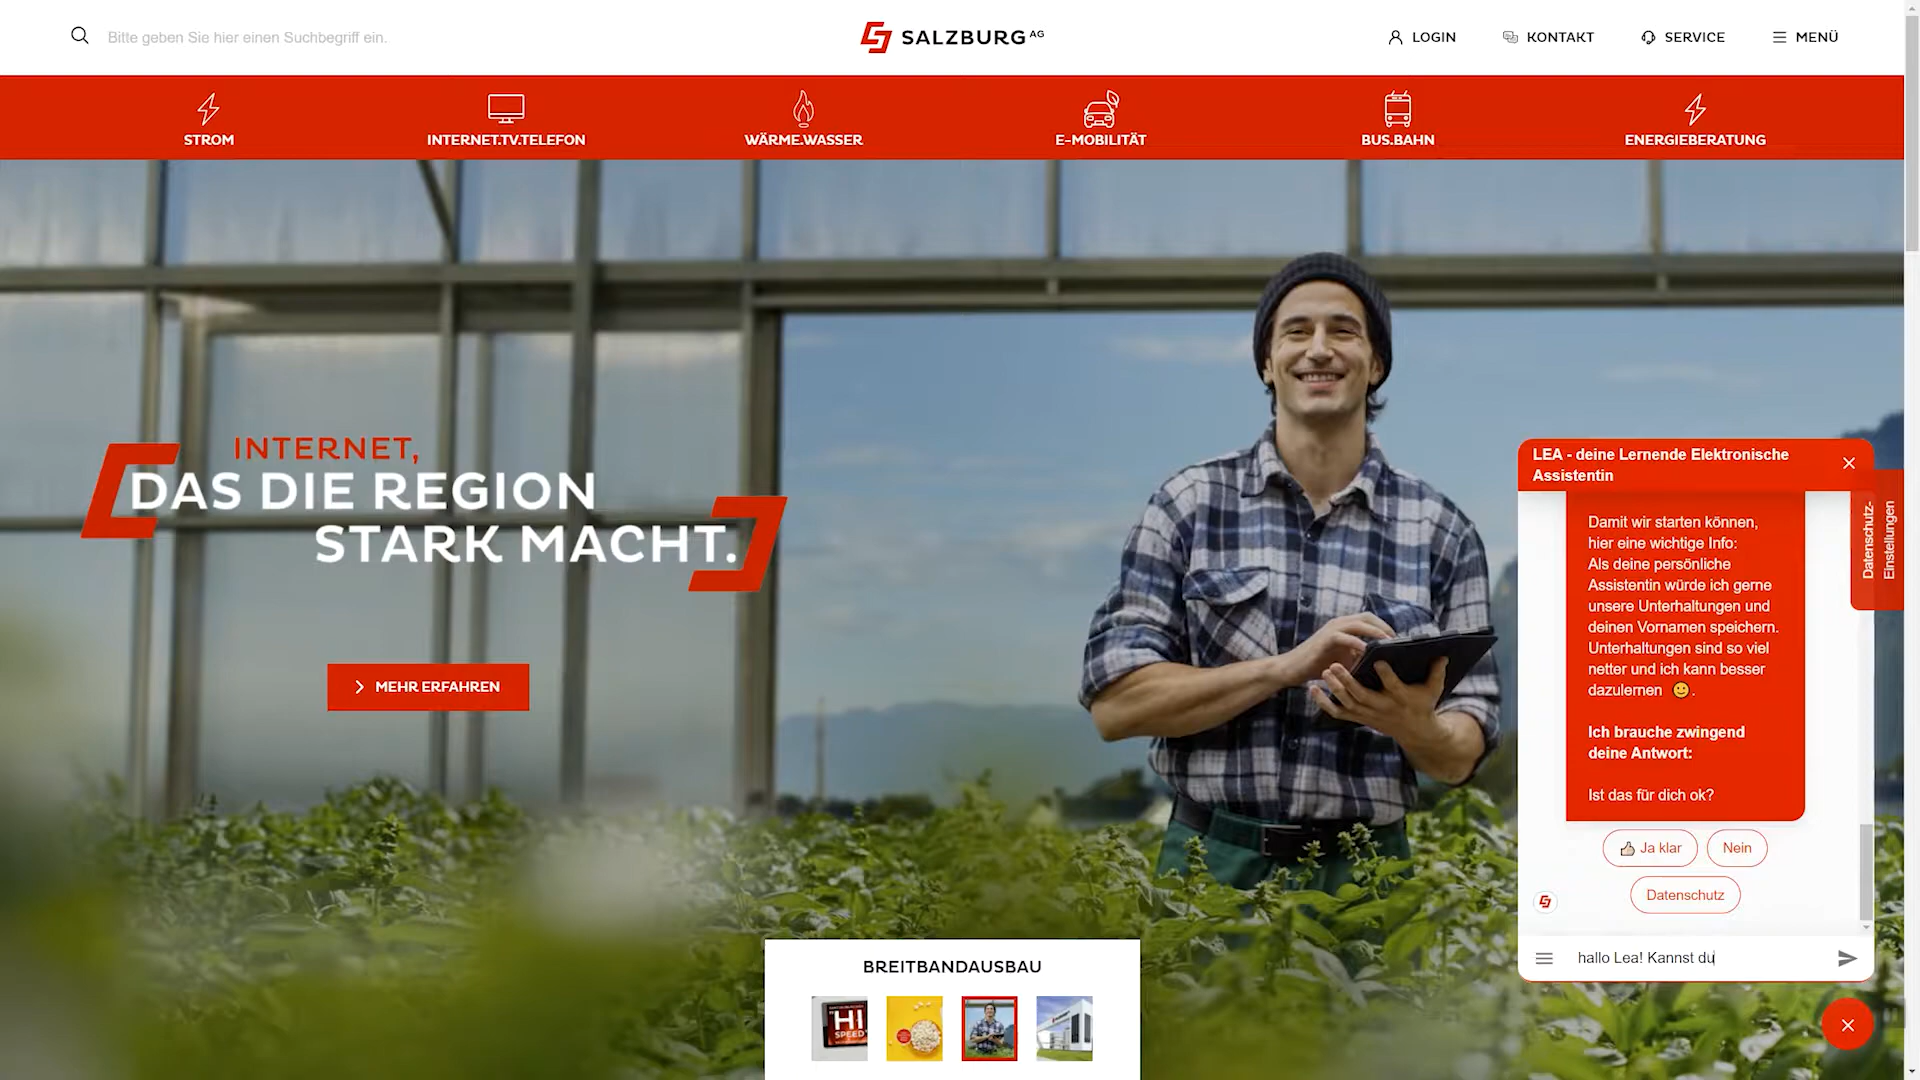 Bitte geben Sie hier einen Suchbegriff ein.
SALZBURG AG
LOGIN
KONTAKT
SERVICE
MENÜ
STROM
INTERNET.TV.TELEFON
WÄRME.WASSER
E-MOBILITÄT
BUS.BAHN
ENERGIEBERATUNG
INTERNET,
DAS DIE REGION
STARK MACHT.
MEHR ERFAHREN
BREITBANDAUSBAU
HI
SPEED
LEA - deine Lernende Elektronische
Assistentin
Datenschutz-
Einstellungen
Damit wir starten können,
hier eine wichtige Info:
Als deine persönliche
Assistentin würde ich gerne
unsere Unterhaltungen und
deinen Vornamen speichern.
Unterhaltungen sind so viel
netter und ich kann besser
dazulernen 🙂.
Ich brauche zwingend
deine Antwort:
Ist das für dich ok?
👍 Ja klar
Nein
Datenschutz
hallo Lea! Kannst du